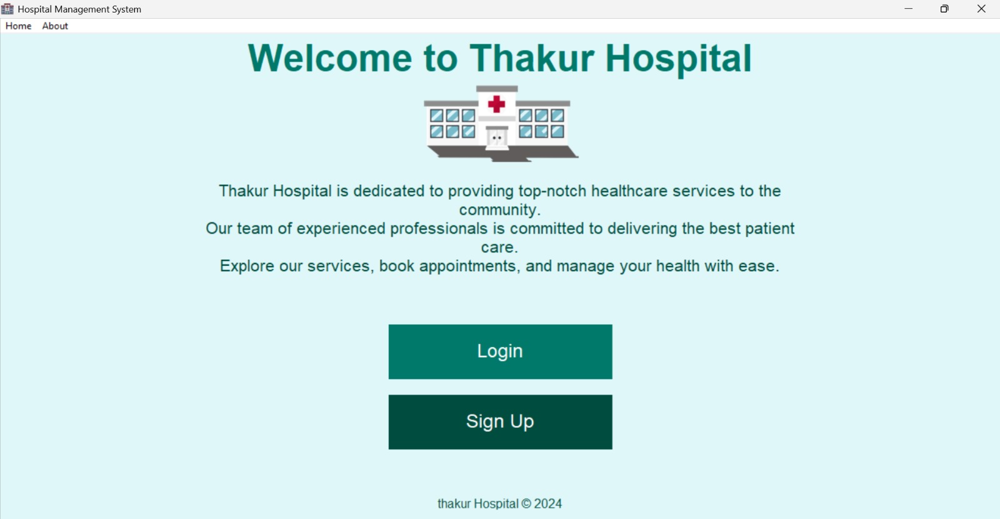 Hospital Management System
Home About
Welcome to Thakur Hospital
Thakur Hospital is dedicated to providing top-notch healthcare services to the
community.
Our team of experienced professionals is committed to delivering the best patient
care.
Explore our services, book appointments, and manage your health with ease.
Login
Sign Up
thakur Hospital © 2024